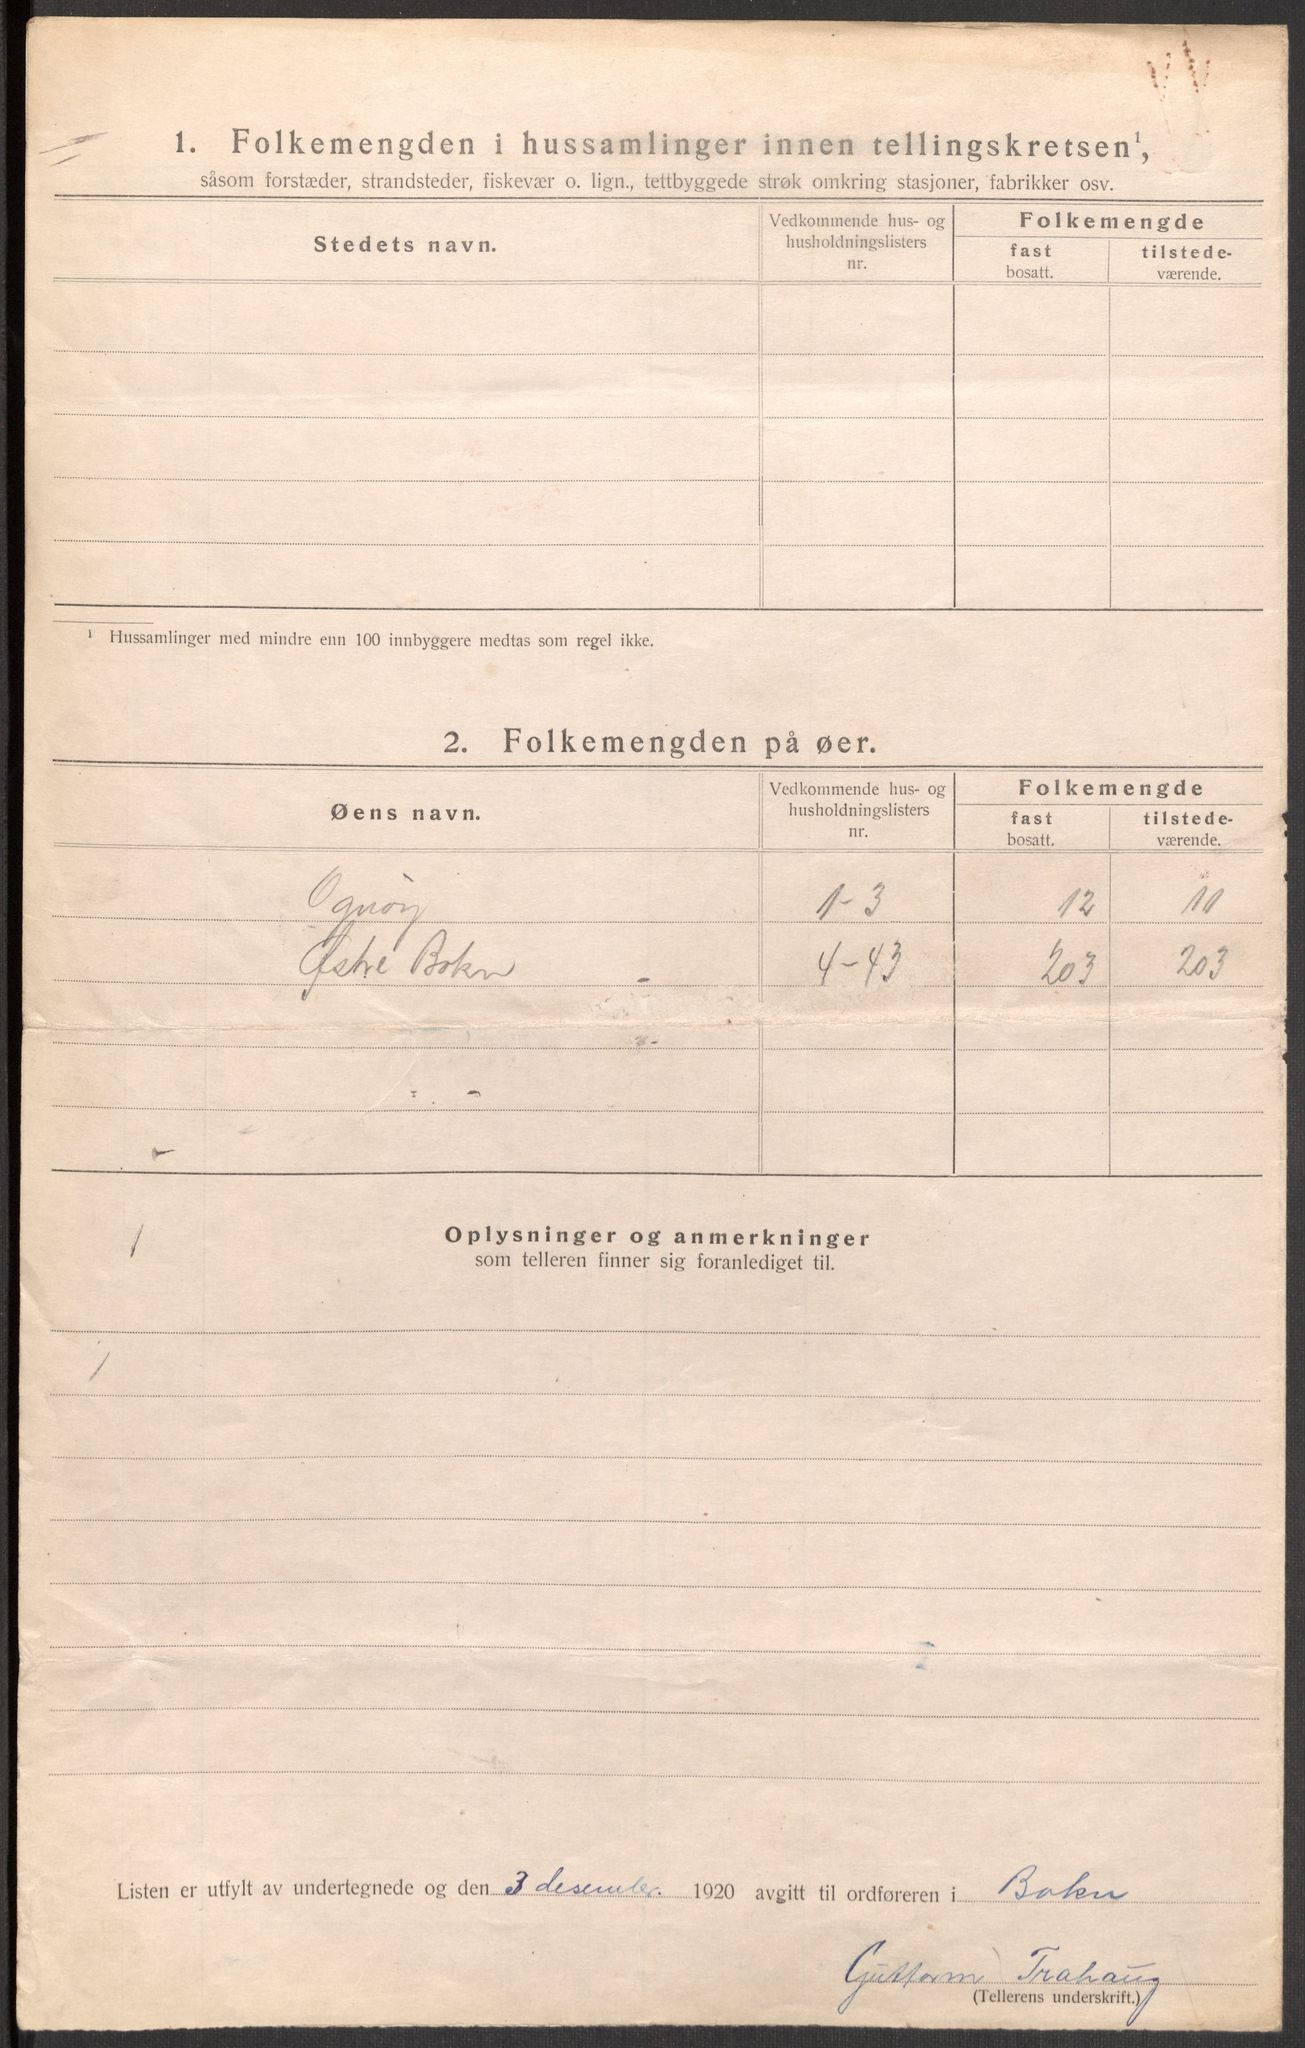 1. Folkemengden i hussamlinger innen tellingskretsen¹,
såsom forstæder, strandsteder, fiskevær o. lign., tettbyggede strøk omkring stasjoner, fabrikker osv.
Stedets navn.
Vedkommende hus- og
husholdningslisters
nr.
Folkemengde
fast
bosatt.
tilstede-
værende.
¹ Hussamlinger med mindre enn 100 innbyggere medtas som regel ikke.
2. Folkemengden på øer.
Øens navn.
Vedkommende hus- og
husholdningslisters
nr.
Folkemengde
fast
bosatt.
tilstede-
værende.
Ognöy 1-3 12
Østre Bokn 4-43 203 203
Oplysninger og anmerkninger
som telleren finner sig foranlediget til.
Listen er utfylt av undertegnede og den 3 desember. 1920 avgitt til ordføreren i Bokn
Guttorm Trahaug
(Tellerens underskrift.)